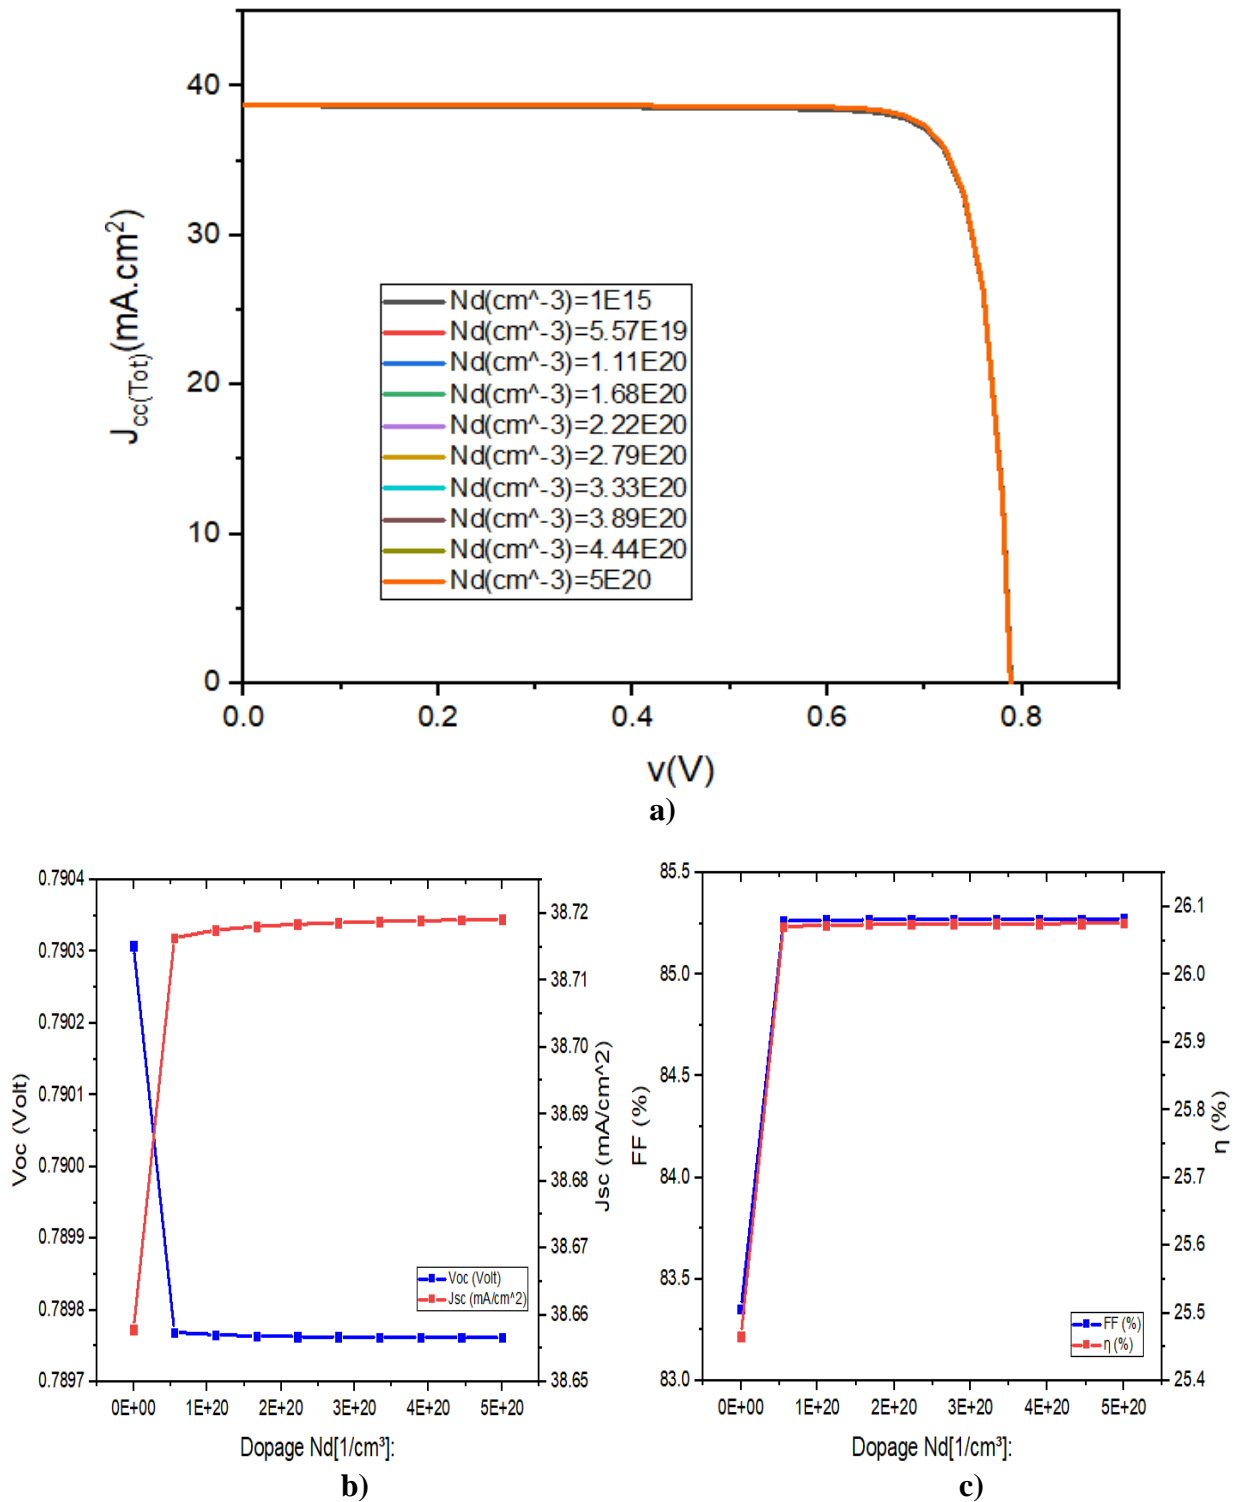 40
30
20
10
0
J_cc(Tot)(mA.cm²)
Nd(cm^-3)=1E15
Nd(cm^-3)=5.57E19
Nd(cm^-3)=1.11E20
Nd(cm^-3)=1.68E20
Nd(cm^-3)=2.22E20
Nd(cm^-3)=2.79E20
Nd(cm^-3)=3.33E20
Nd(cm^-3)=3.89E20
Nd(cm^-3)=4.44E20
Nd(cm^-3)=5E20
0.0 0.2 0.4 0.6 0.8
v(V)
a)
0.7904
0.7903
0.7902
0.7901
0.7900
0.7899
0.7898
0.7897
Voc (Volt)
38.72
38.71
38.70
38.69
38.68
38.67
38.66
38.65
Jsc (mA/cm^2)
Voc (Volt)
Jsc (mA/cm^2)
0E+00 1E+20 2E+20 3E+20 4E+20 5E+20
Dopage Nd[1/cm³]:
b)
85.5
85.0
84.5
84.0
83.5
83.0
FF (%)
26.1
26.0
25.9
25.8
25.7
25.6
25.5
25.4
η (%)
FF (%)
η (%)
0E+00 1E+20 2E+20 3E+20 4E+20 5E+20
Dopage Nd[1/cm³]:
c)